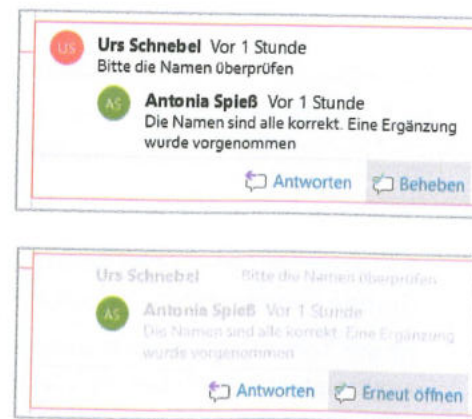 US Urs Schnebel Vor 1 Stunde
Bitte die Namen überprüfen
AS Antonia Spieß Vor 1 Stunde
Die Namen sind alle korrekt. Eine Ergänzung
wurde vorgenommen
Antworten Beheben
Urs Schnebel Bitte die Namen überprüfen
AS Antonia Spieß Vor 1 Stunde
Die Namen sind alle korrekt. Eine Ergänzung
wurde vorgenommen
Antworten Erneut öffnen